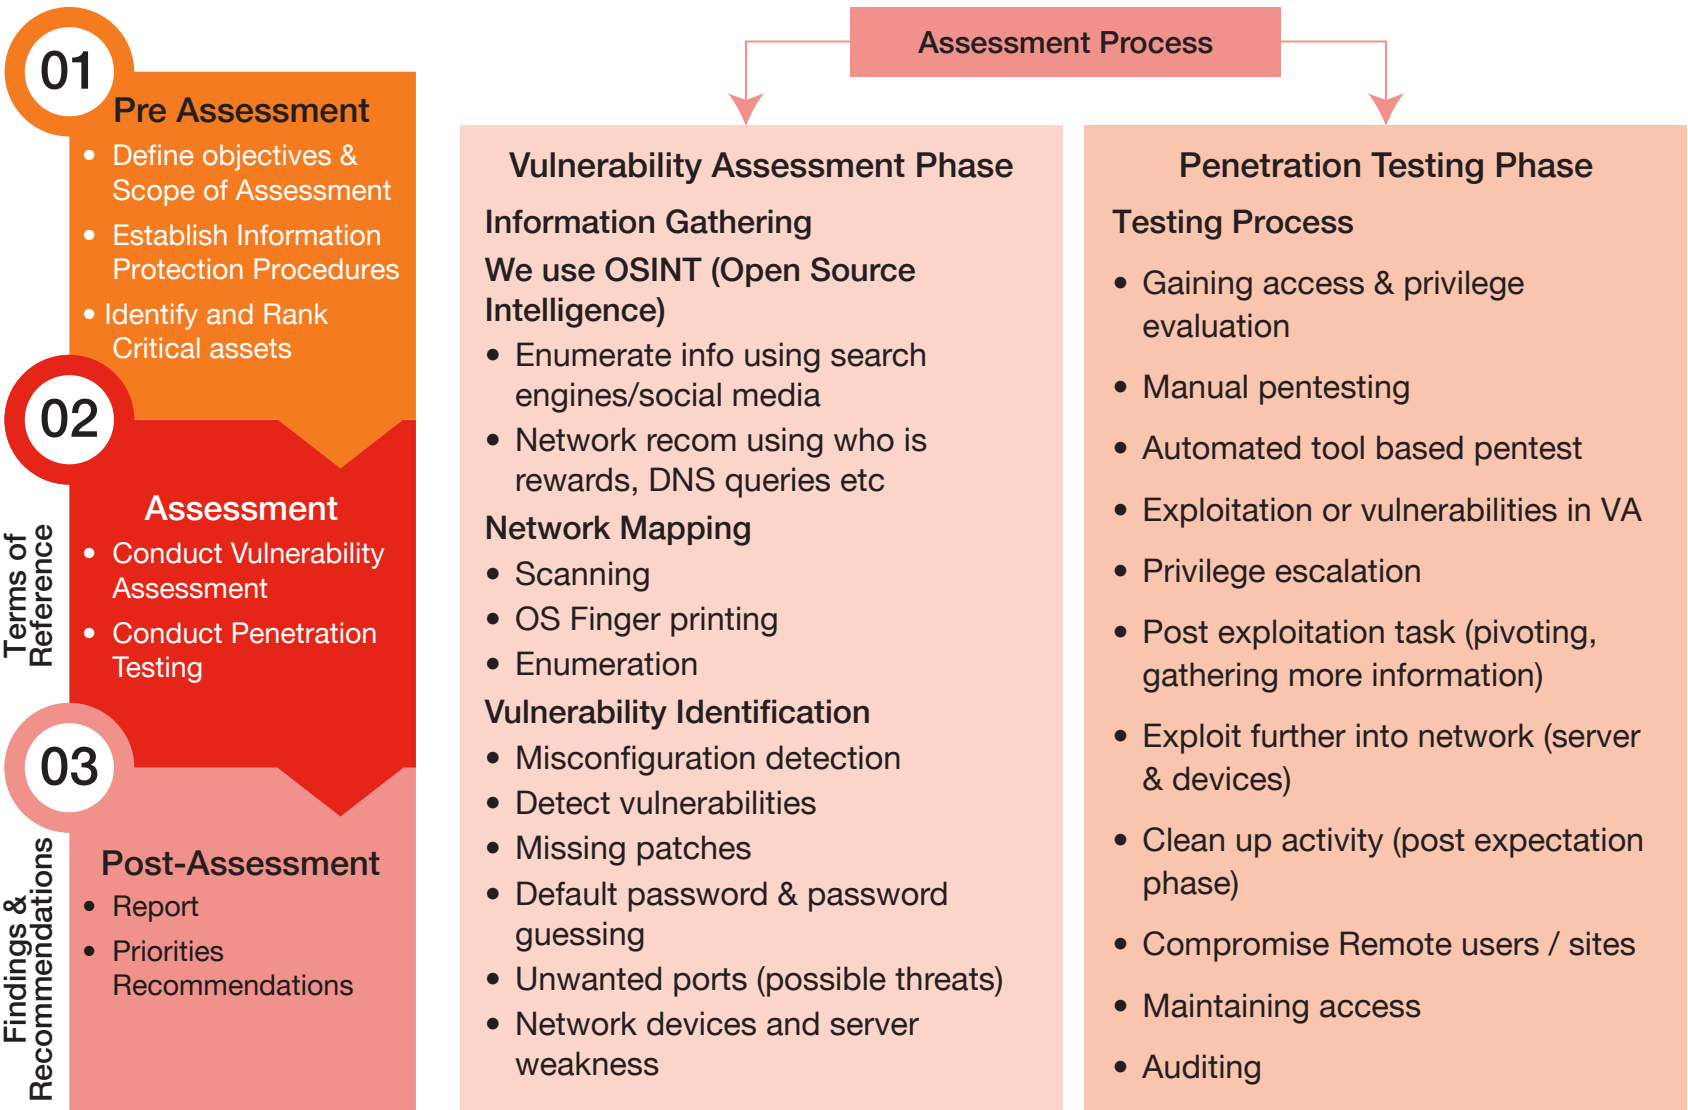 01
Pre Assessment
• Define objectives &
Scope of Assessment
• Establish Information
Protection Procedures
• Identify and Rank
Critical assets
02
Assessment
• Conduct Vulnerability
Assessment
• Conduct Penetration
Testing
Terms of
Reference
03
Post-Assessment
• Report
• Priorities
Recommendations
Findings &
Recommendations
Assessment Process
Vulnerability Assessment Phase
Information Gathering
We use OSINT (Open Source
Intelligence)
• Enumerate info using search
engines/social media
• Network recom using who is
rewards, DNS queries etc
Network Mapping
• Scanning
• OS Finger printing
• Enumeration
Vulnerability Identification
• Misconfiguration detection
• Detect vulnerabilities
• Missing patches
• Default password & password
guessing
• Unwanted ports (possible threats)
• Network devices and server
weakness
Penetration Testing Phase
Testing Process
• Gaining access & privilege
evaluation
• Manual pentesting
• Automated tool based pentest
• Exploitation or vulnerabilities in VA
• Privilege escalation
• Post exploitation task (pivoting,
gathering more information)
• Exploit further into network (server
& devices)
• Clean up activity (post expectation
phase)
• Compromise Remote users / sites
• Maintaining access
• Auditing